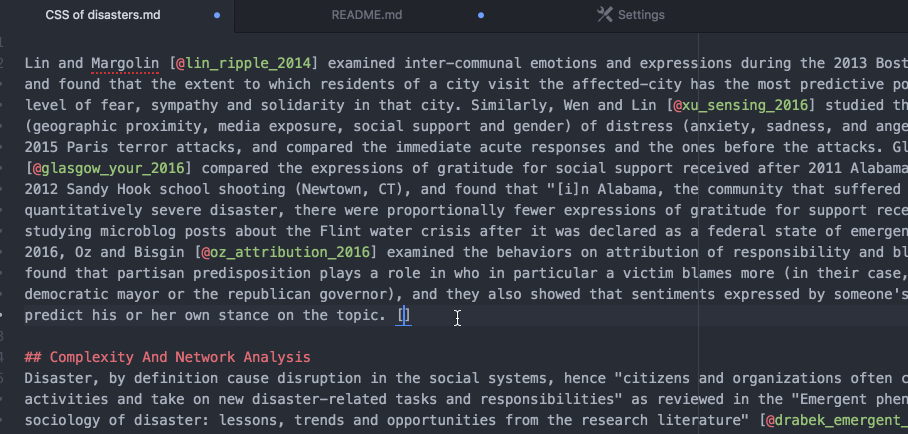 CSS of disasters.md README.md Settings
Lin and Margolin [@lin_ripple_2014] examined inter-communal emotions and expressions during the 2013 Bost
and found that the extent to which residents of a city visit the affected-city has the most predictive po
level of fear, sympathy and solidarity in that city. Similarly, Wen and Lin [@xu_sensing_2016] studied th
(geographic proximity, media exposure, social support and gender) of distress (anxiety, sadness, and ange
2015 Paris terror attacks, and compared the immediate acute responses and the ones before the attacks. Gl
[@glasgow_your_2016] compared the expressions of gratitude for social support received after 2011 Alabama
2012 Sandy Hook school shooting (Newtown, CT), and found that "[i]n Alabama, the community that suffered
quantitatively severe disaster, there were proportionally fewer expressions of gratitude for support rece
studying microblog posts about the Flint water crisis after it was declared as a federal state of emergen
2016, Oz and Bisgin [@oz_attribution_2016] examined the behaviors on attribution of responsibility and bl
found that partisan predisposition plays a role in who in particular a victim blames more (in their case,
democratic mayor or the republican governor), and they also showed that sentiments expressed by someone's
predict his or her own stance on the topic. []
## Complexity And Network Analysis
Disaster, by definition cause disruption in the social systems, hence "citizens and organizations often c
activities and take on new disaster-related tasks and responsibilities" as reviewed in the "Emergent phen
sociology of disaster: lessons, trends and opportunities from the research literature" [@drabek_emergent_